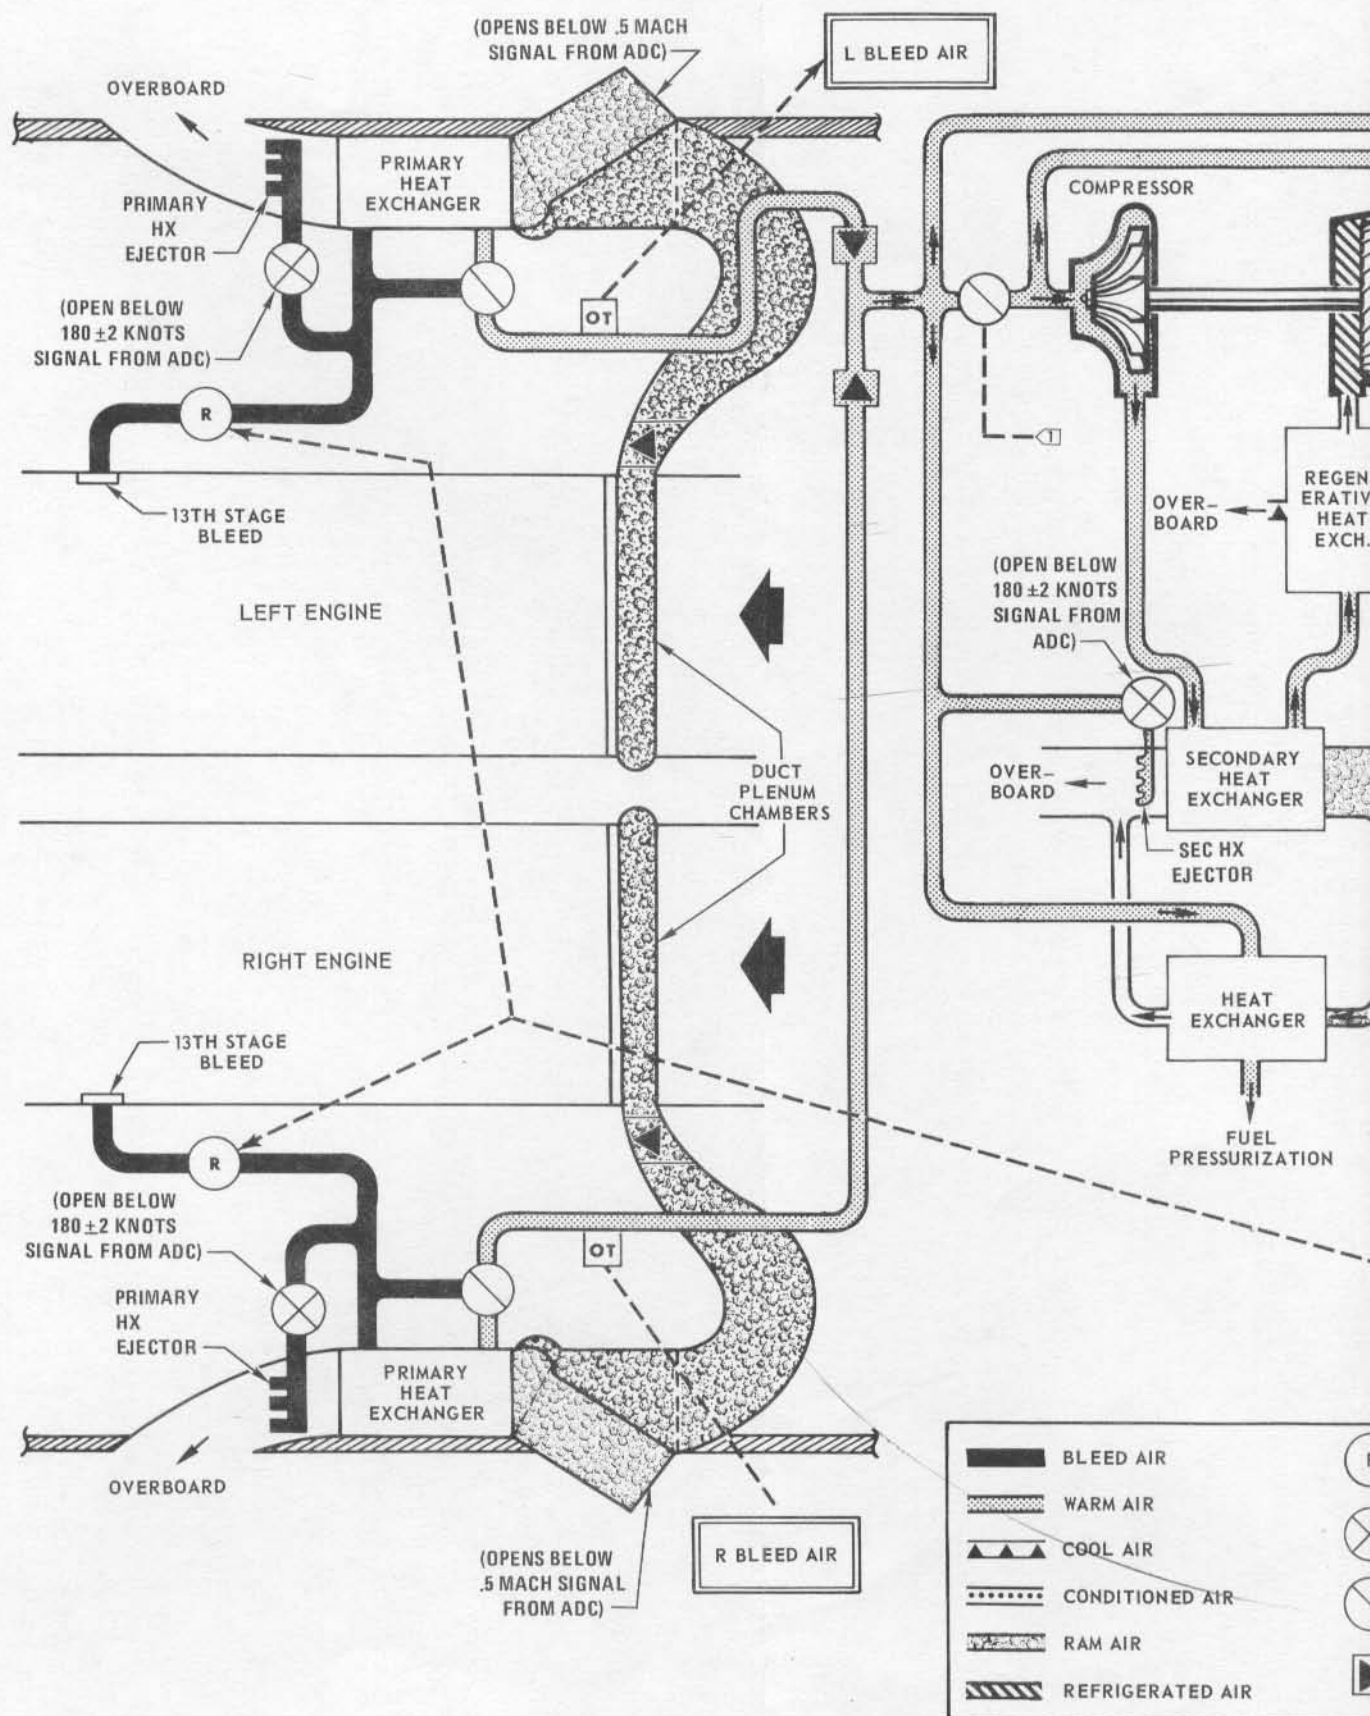 (OPENS BELOW .5 MACH
SIGNAL FROM ADC)
L BLEED AIR
OVERBOARD
PRIMARY
HEAT
EXCHANGER
COMPRESSOR
PRIMARY
HX
EJECTOR
(OPEN BELOW
180 ±2 KNOTS
SIGNAL FROM ADC)
OT
R
T
13TH STAGE
BLEED
OVER-
BOARD
REGEN
ERATIV
HEAT
EXCH.
(OPEN BELOW
180 ±2 KNOTS
SIGNAL FROM
ADC)
LEFT ENGINE
DUCT
PLENUM
CHAMBERS
OVER-
BOARD
SECONDARY
HEAT
EXCHANGER
SEC HX
EJECTOR
RIGHT ENGINE
HEAT
EXCHANGER
13TH STAGE
BLEED
FUEL
PRESSURIZATION
R
(OPEN BELOW
180 ±2 KNOTS
SIGNAL FROM ADC)
OT
PRIMARY
HX
EJECTOR
PRIMARY
HEAT
EXCHANGER
OVERBOARD
(OPENS BELOW
.5 MACH SIGNAL
FROM ADC)
R BLEED AIR
BLEED AIR
WARM AIR
COOL AIR
CONDITIONED AIR
RAM AIR
REFRIGERATED AIR